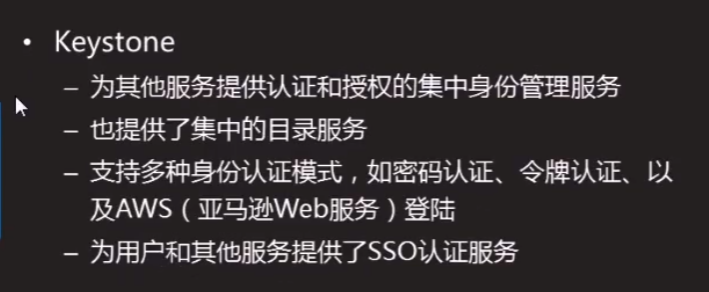 • Keystone
– 为其他服务提供认证和授权的集中身份管理服务
– 也提供了集中的目录服务
– 支持多种身份认证模式，如密码认证、令牌认证、以
及AWS（亚马逊Web服务）登陆
– 为用户和其他服务提供了SSO认证服务